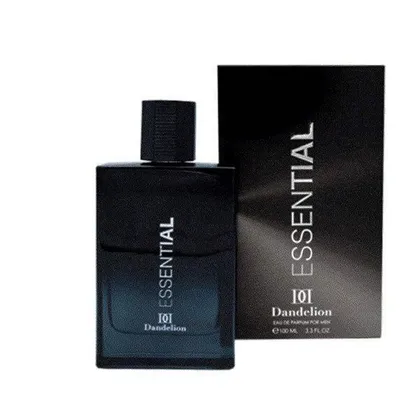 ESSENTIAL
Dandelion
ESSENTIAL
Dandelion
EAU DE PARFUM FOR MEN
℮100 ML 3.3 FL.OZ